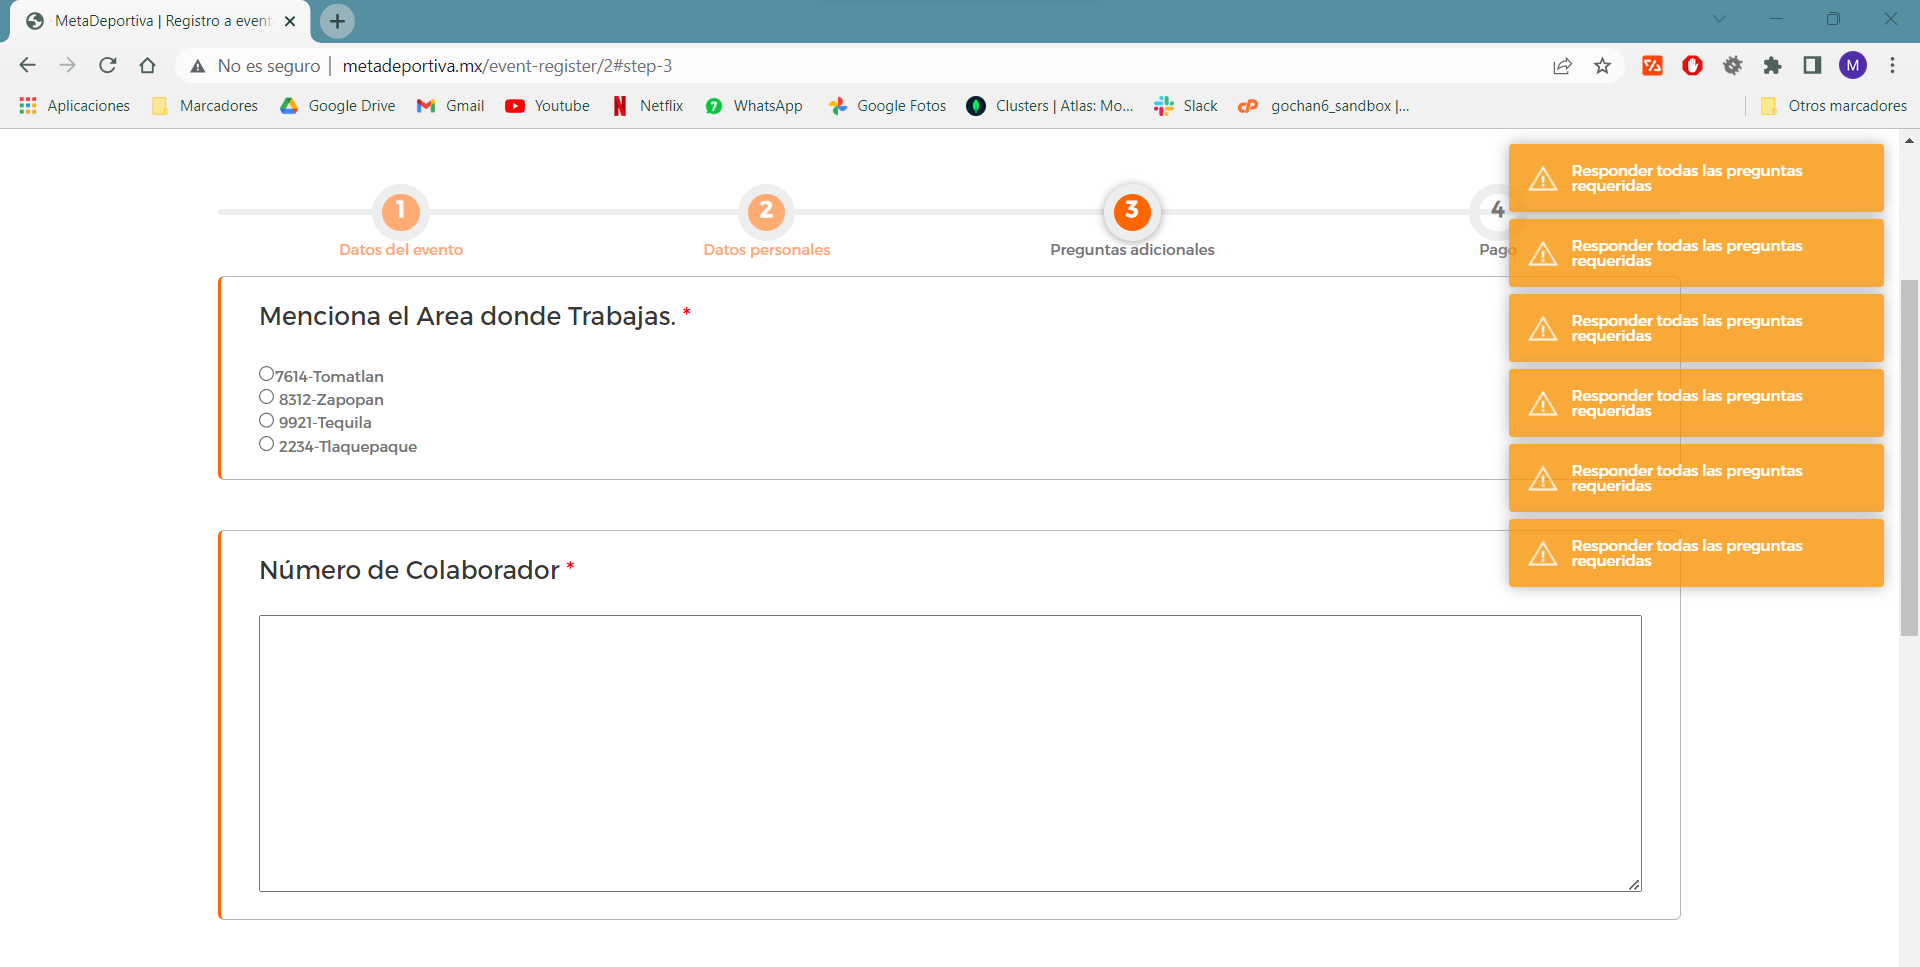 MetaDeportiva | Registro a event
No es seguro | metadeportiva.mx/event-register/2#step-3
M
Aplicaciones Marcadores Google Drive Gmail Youtube Netflix 7 WhatsApp Google Fotos Clusters | Atlas: Mo... Slack cP gochan6_sandbox |... Otros marcadores
1 2 3 4
Datos del evento Datos personales Preguntas adicionales Pago
Responder todas las preguntas
requeridas
Responder todas las preguntas
requeridas
Responder todas las preguntas
requeridas
Responder todas las preguntas
requeridas
Responder todas las preguntas
requeridas
Responder todas las preguntas
requeridas
Menciona el Area donde Trabajas. *
7614-Tomatlan
8312-Zapopan
9921-Tequila
2234-Tlaquepaque
Número de Colaborador *